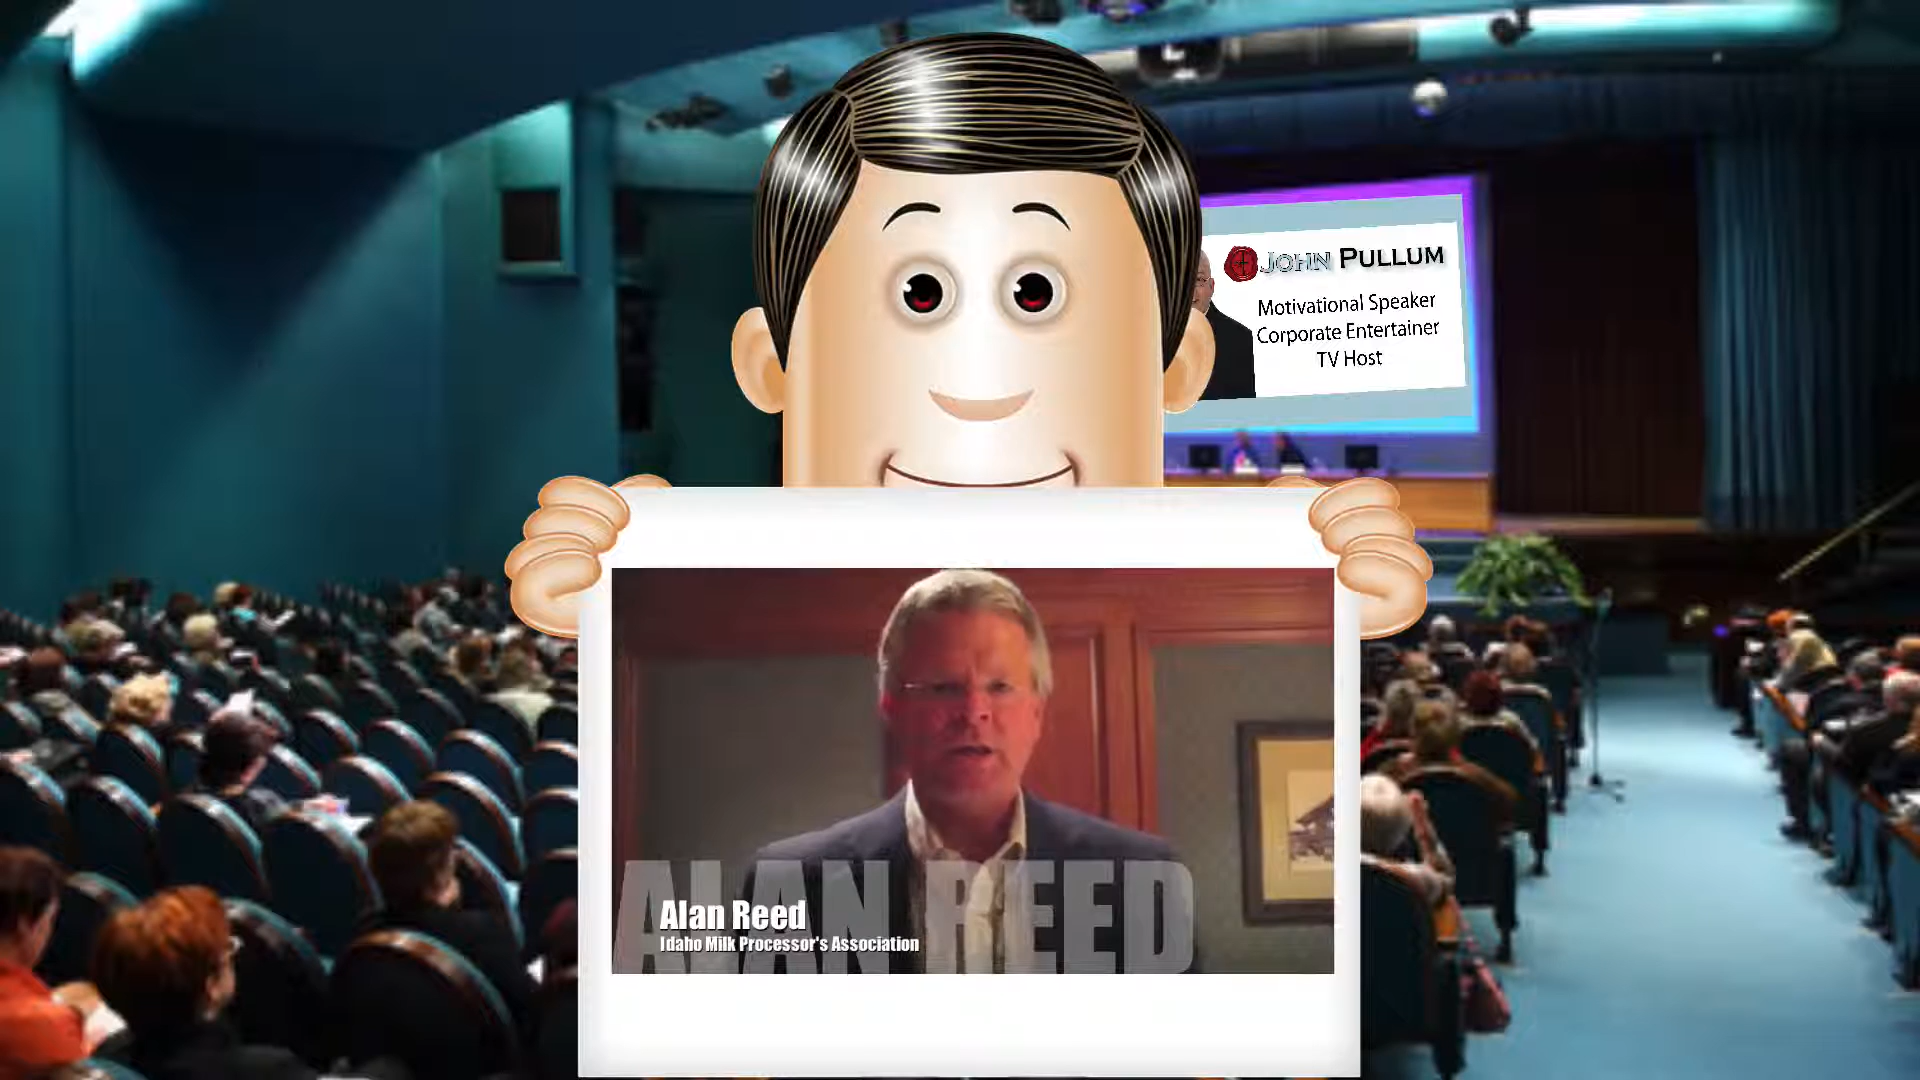 JOHN PULLUM
Motivational Speaker
Corporate Entertainer
TV Host
ALAN REED
Alan Reed
Idaho Milk Processor's Association